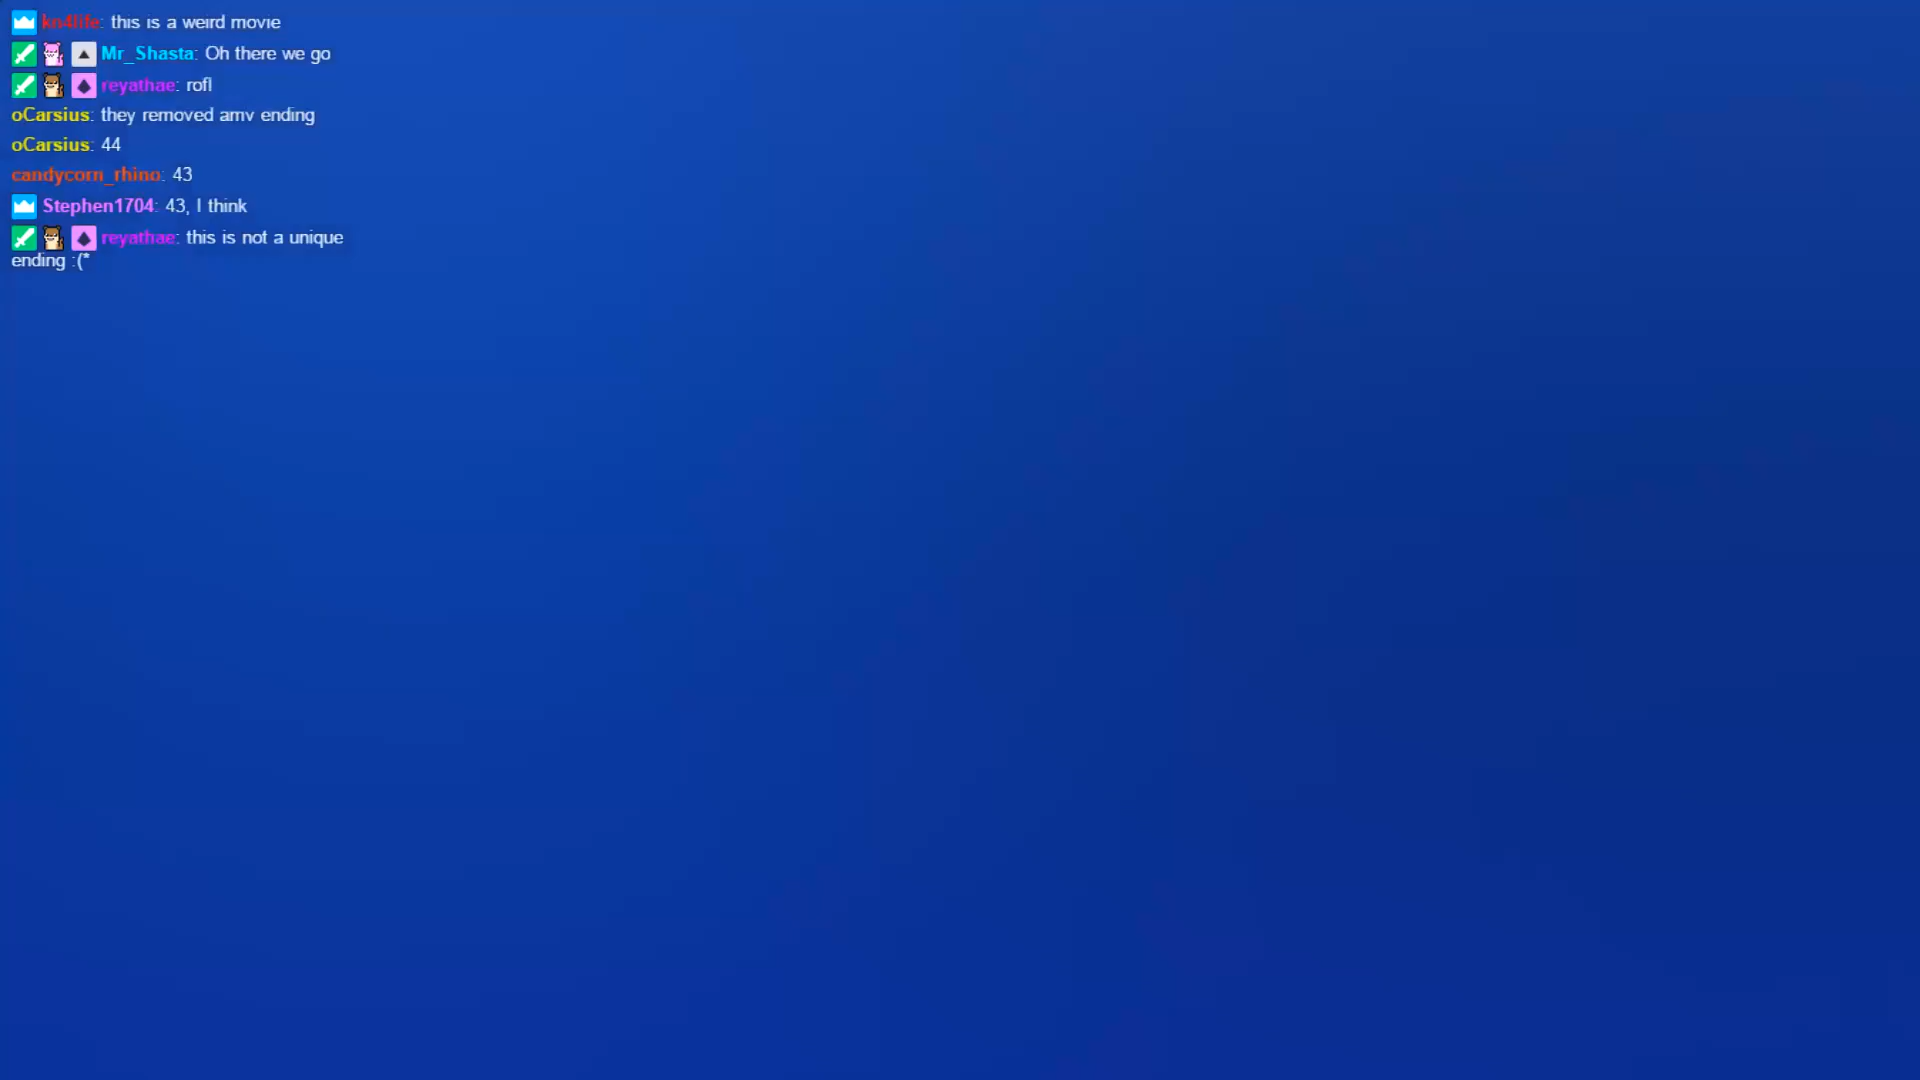 kn4life: this is a weird movie
Mr_Shasta: Oh there we go
reyathae: rofl
oCarsius: they removed amv ending
oCarsius: 44
candycorn_rhino: 43
Stephen1704: 43, I think
reyathae: this is not a unique
ending :(*